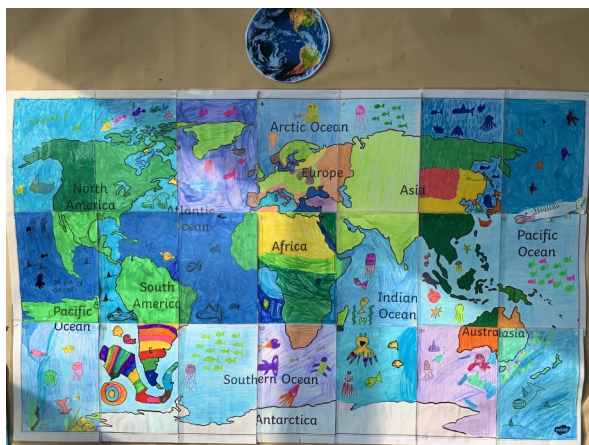 Arctic Ocean
Europe
North
America
Asia
Atlantic
Ocean
Africa
Pacific
Ocean
South
America
Indian
Ocean
Pacific
Ocean
Australasia
Southern Ocean
Antarctica